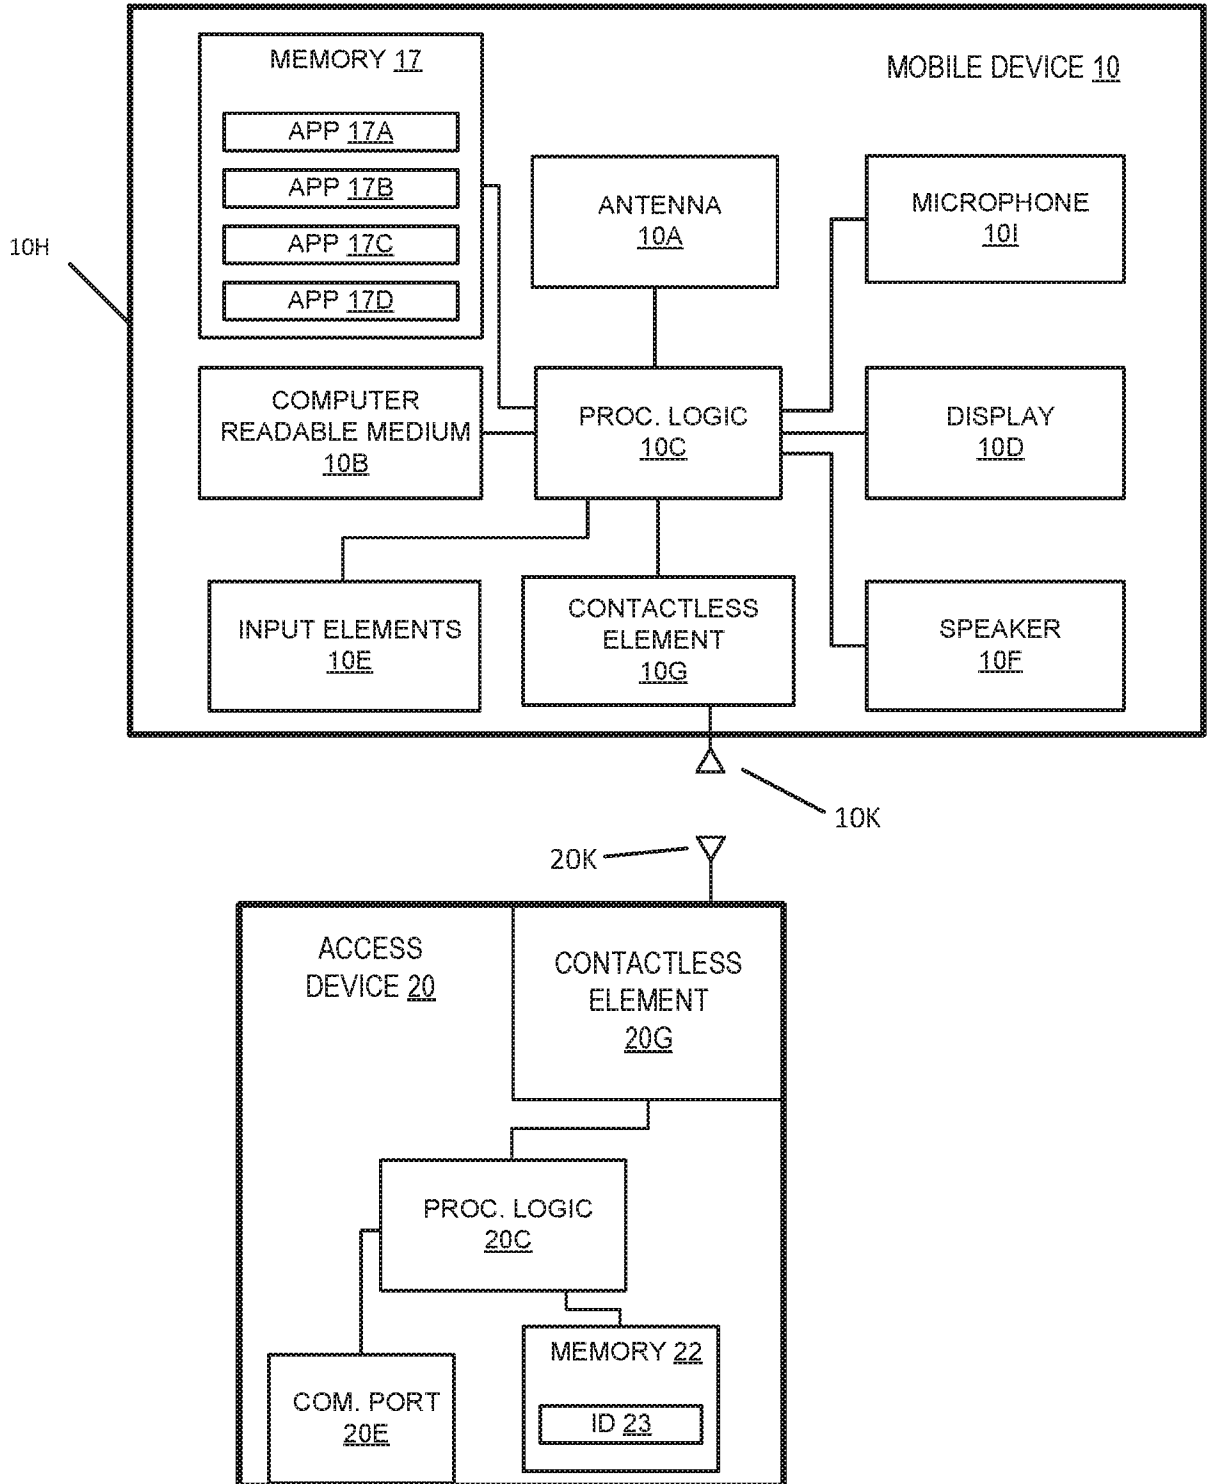 MEMORY 17
APP 17A
APP 17B
APP 17C
APP 17D
MOBILE DEVICE 10
10H
ANTENNA
10A
MICROPHONE
10I
COMPUTER
READABLE MEDIUM
10B
PROC. LOGIC
10C
DISPLAY
10D
INPUT ELEMENTS
10E
CONTACTLESS
ELEMENT
10G
SPEAKER
10F
10K
20K
ACCESS
DEVICE 20
CONTACTLESS
ELEMENT
20G
PROC. LOGIC
20C
COM. PORT
20E
MEMORY 22
ID 23